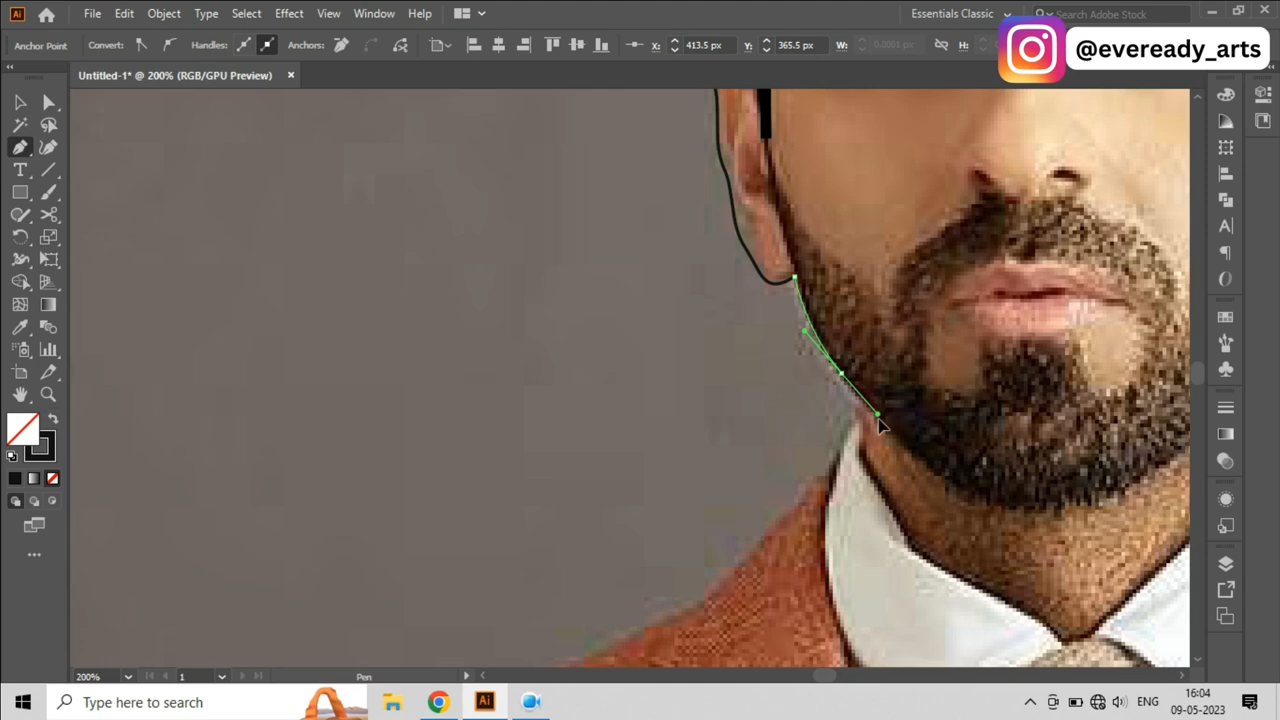 Ai File Edit Object Type Select Effect View Window Help Essentials Classic Search Adobe Stock
Anchor Point Convert: Handles: Anchors: X: 413.5 px Y: 365.5 px W: 0.0001 px H:
@eveready_arts
Untitled-1* @ 200% (RGB/GPU Preview)
200% 1 Pen
Type here to search
Ai
ENG
16:04
09-05-2023